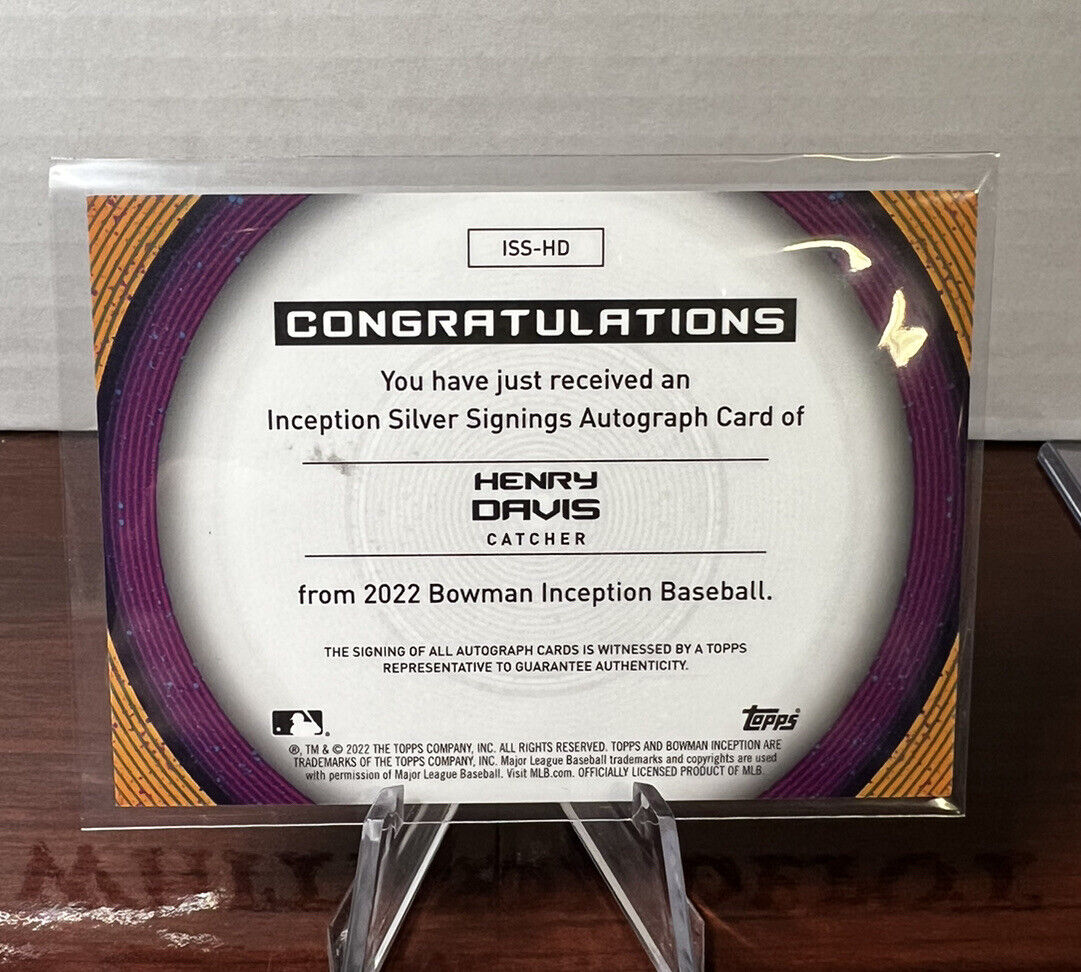 ISS-HD
CONGRATULATIONS
You have just received an
Inception Silver Signings Autograph Card of
HENRY
DAVIS
CATCHER
from 2022 Bowman Inception Baseball.
THE SIGNING OF ALL AUTOGRAPH CARDS IS WITNESSED BY A TOPPS
REPRESENTATIVE TO GUARANTEE AUTHENTICITY.
Topps®
®, TM & © 2022 THE TOPPS COMPANY, INC. ALL RIGHTS RESERVED. TOPPS AND BOWMAN INCEPTION ARE
TRADEMARKS OF THE TOPPS COMPANY, INC. Major League Baseball trademarks and copyrights are used
with permission of Major League Baseball. Visit MLB.com. OFFICIALLY LICENSED PRODUCT OF MLB.